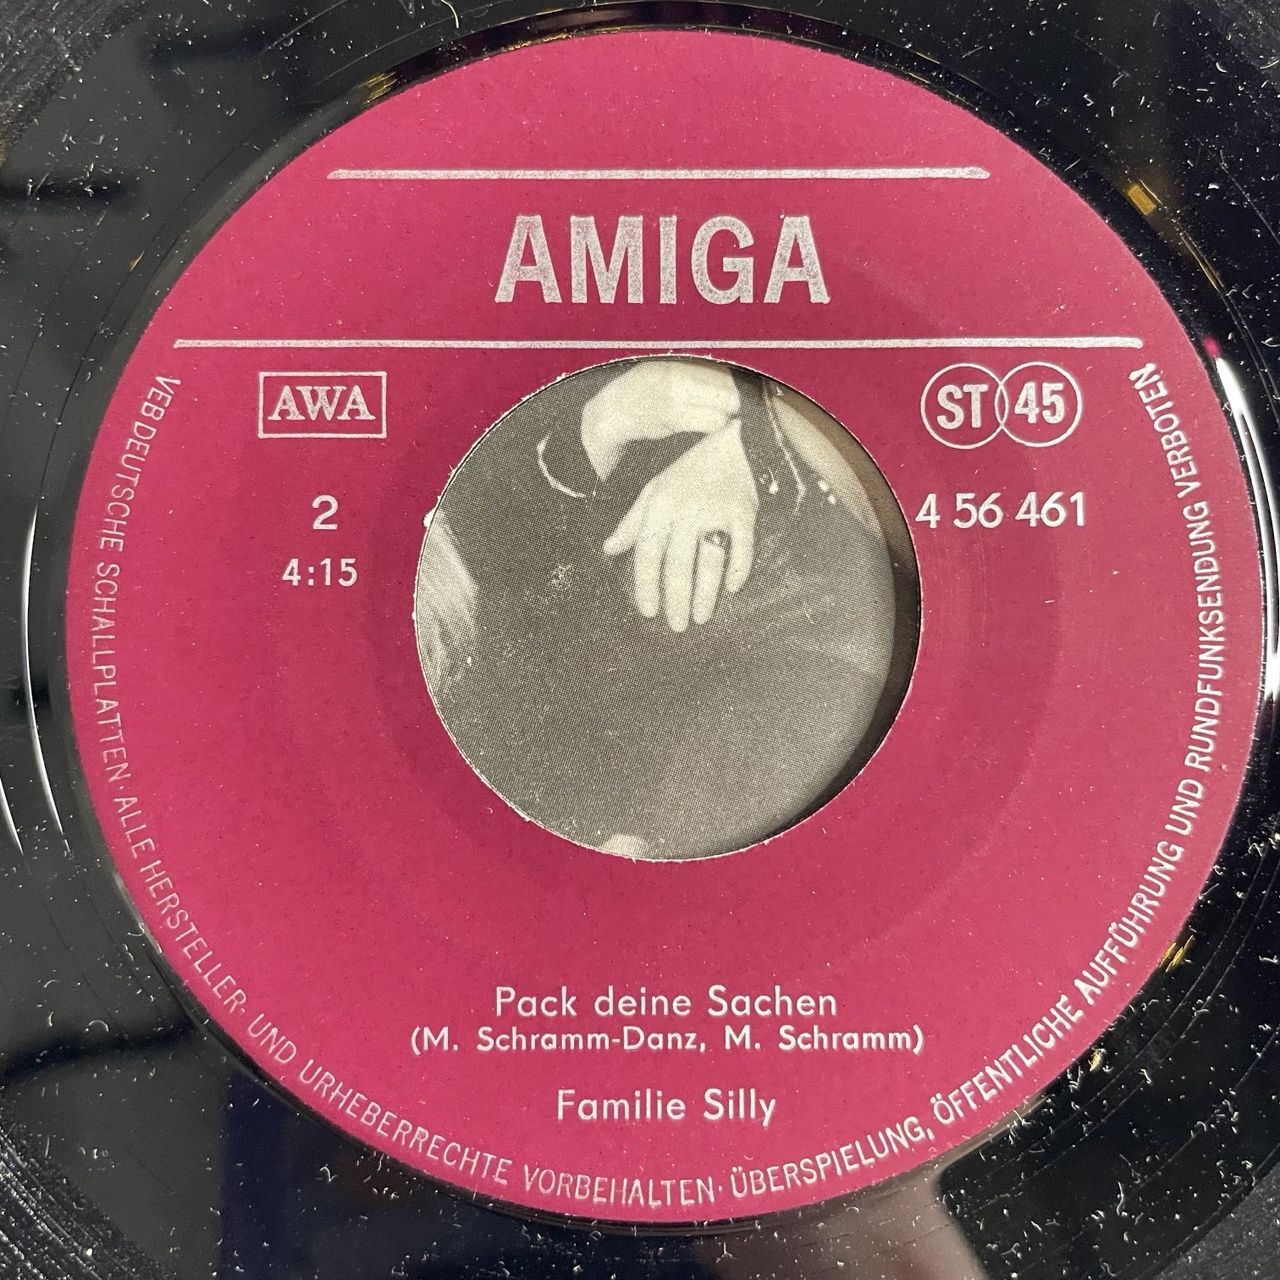 AMIGA
AWA
ST 45
2
4 56 461
4:15
Pack deine Sachen
(M. Schramm-Danz, M. Schramm)
Familie Silly
VEB DEUTSCHE SCHALLPLATTEN · ALLE HERSTELLER- UND URHEBERRECHTE VORBEHALTEN · ÜBERSPIELUNG, ÖFFENTLICHE AUFFÜHRUNG UND RUNDFUNKSENDUNG VERBOTEN